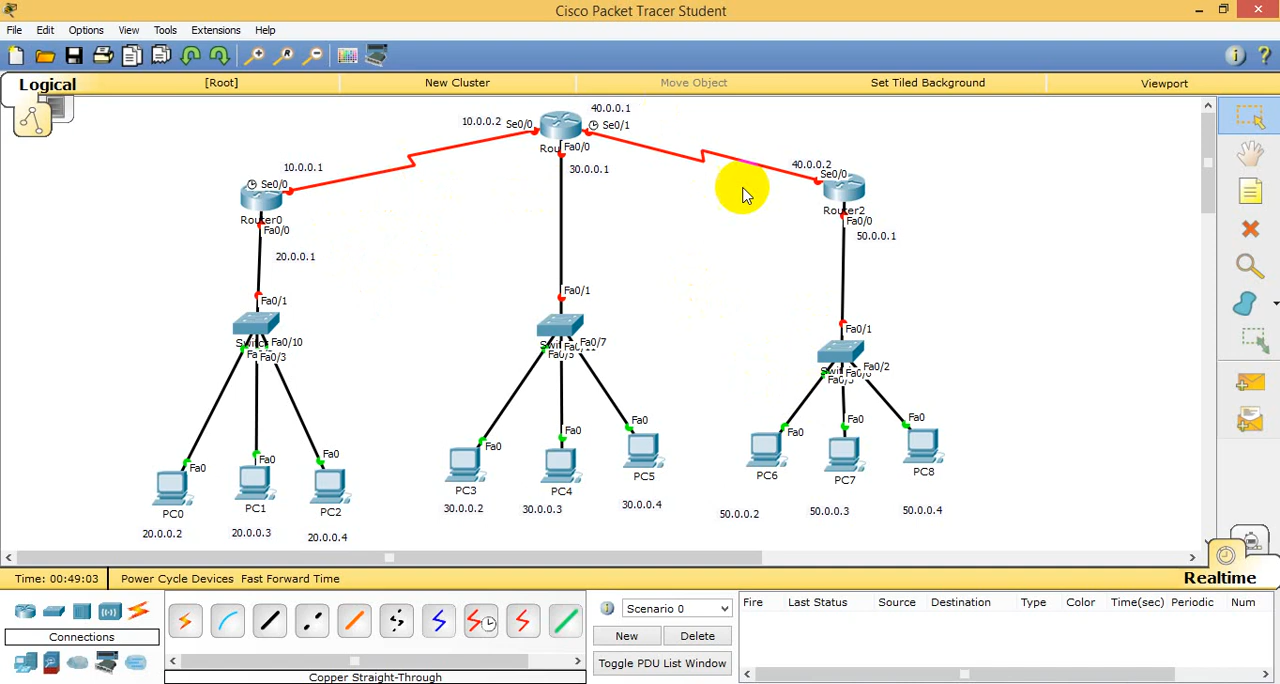 Cisco Packet Tracer Student
File Edit Options View Tools Extensions Help
Logical [Root] New Cluster Move Object Set Tiled Background Viewport
40.0.0.1
10.0.0.2 Se0/0 Se0/1
Fa0/0
30.0.0.1
10.0.0.1
Se0/0
Router0
Fa0/0
20.0.0.1
40.0.0.2
Se0/0
Router2
Fa0/0
50.0.0.1
Fa0/1
Fa0/10
Fa0/3
Fa0/1
Fa0/7
Fa0/1
Fa0/2
Fa0 Fa0 Fa0
PC0 PC1 PC2
20.0.0.2 20.0.0.3 20.0.0.4
Fa0 Fa0 Fa0
PC3 PC4 PC5
30.0.0.2 30.0.0.3 30.0.0.4
Fa0 Fa0 Fa0
PC6 PC7 PC8
50.0.0.2 50.0.0.3 50.0.0.4
Time: 00:49:03 Power Cycle Devices Fast Forward Time Realtime
Connections
Copper Straight-Through
Scenario 0
New Delete
Toggle PDU List Window
Fire Last Status Source Destination Type Color Time(sec) Periodic Num